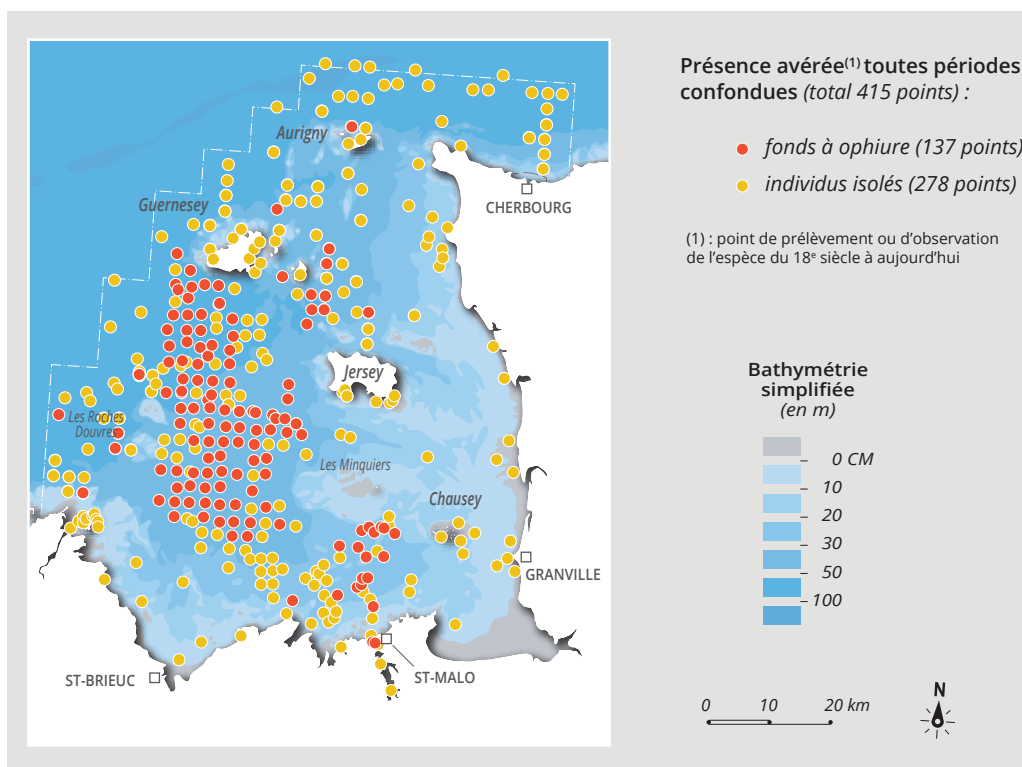 Présence avérée(1) toutes périodes
confondues (total 415 points) :
fonds à ophiure (137 points)
individus isolés (278 points)
(1) : point de prélèvement ou d'observation
de l'espèce du 18e siècle à aujourd'hui
Aurigny
CHERBOURG
Guernesey
Jersey
Les Roches
Douvres
Les Minquiers
Chausey
GRANVILLE
ST-MALO
ST-BRIEUC
Bathymétrie
simplifiée
(en m)
0 CM
10
20
30
50
100
0 10 20 km
N